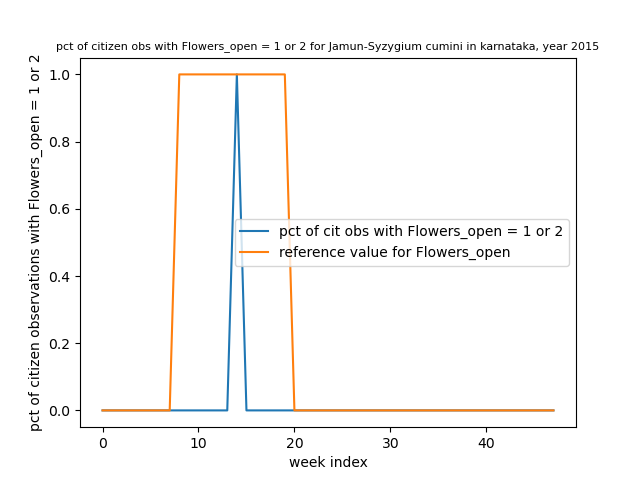 pct of citizen obs with Flowers_open = 1 or 2 for Jamun-Syzygium cumini in karnataka, year 2015
pct of citizen observations with Flowers_open = 1 or 2
1.0
0.8
0.6
0.4
0.2
0.0
pct of cit obs with Flowers_open = 1 or 2
reference value for Flowers_open
0 10 20 30 40
week index